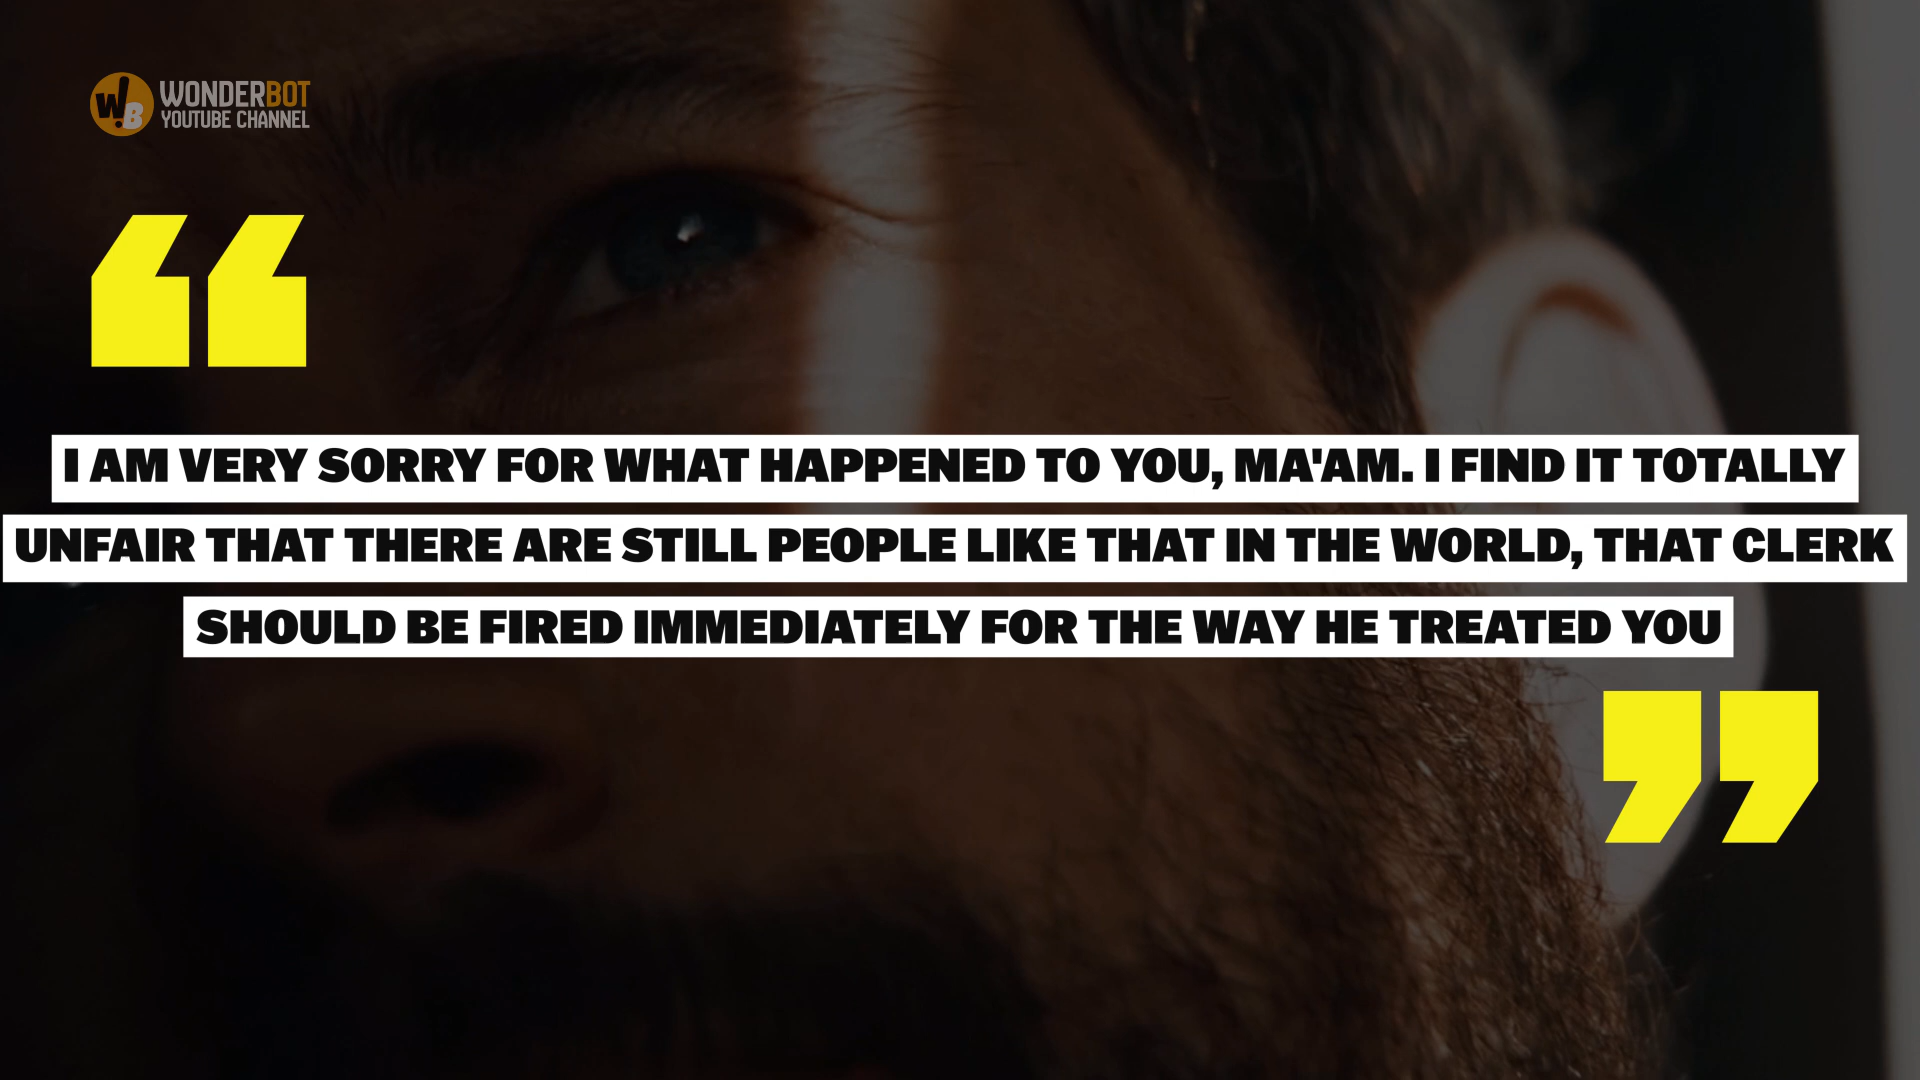 WONDERBOT
YOUTUBE CHANNEL
“
I AM VERY SORRY FOR WHAT HAPPENED TO YOU, MA'AM. I FIND IT TOTALLY
UNFAIR THAT THERE ARE STILL PEOPLE LIKE THAT IN THE WORLD, THAT CLERK
SHOULD BE FIRED IMMEDIATELY FOR THE WAY HE TREATED YOU
”